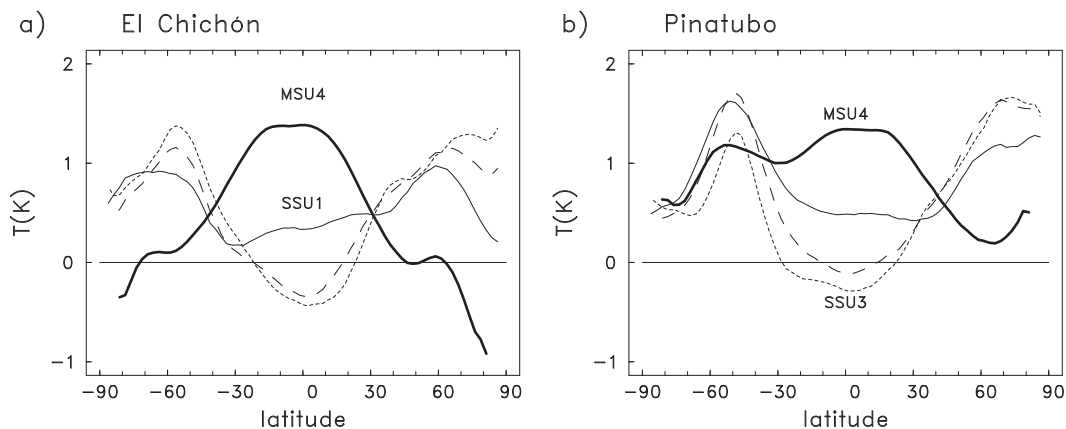 a) El Chichón
2
1
0
−1
T(K)
MSU4
SSU1
−90 −60 −30 0 30 60 90
latitude
b) Pinatubo
2
1
0
−1
T(K)
MSU4
SSU3
−90 −60 −30 0 30 60 90
latitude